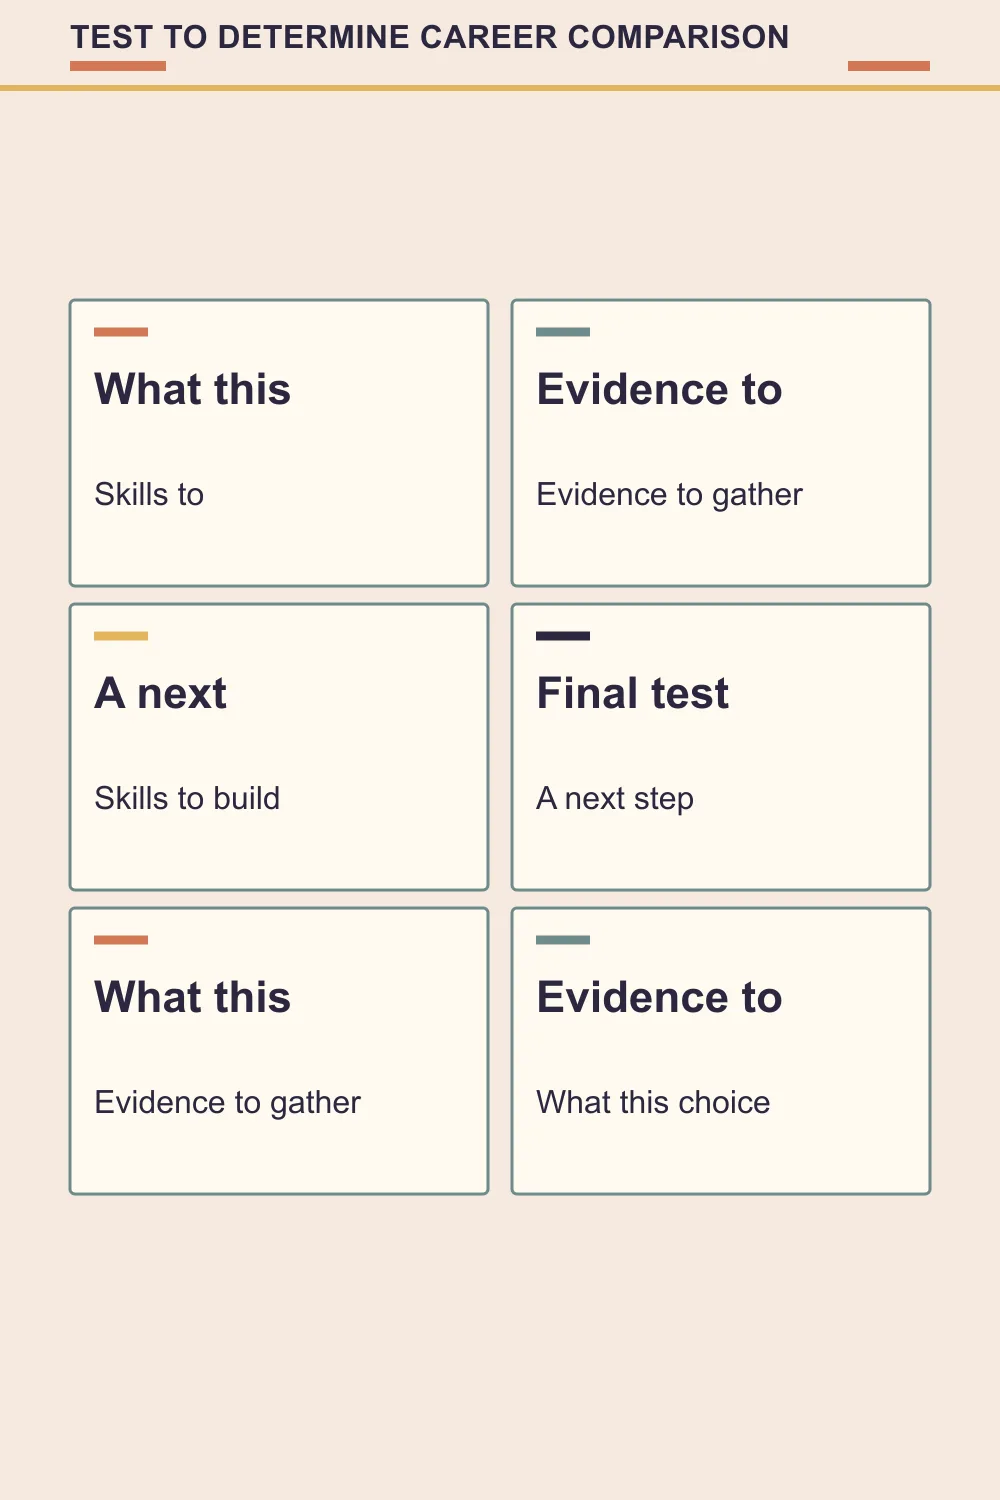 TEST TO DETERMINE CAREER COMPARISON
What this
Skills to
Evidence to
Evidence to gather
A next
Skills to build
Final test
A next step
What this
Evidence to gather
Evidence to
What this choice